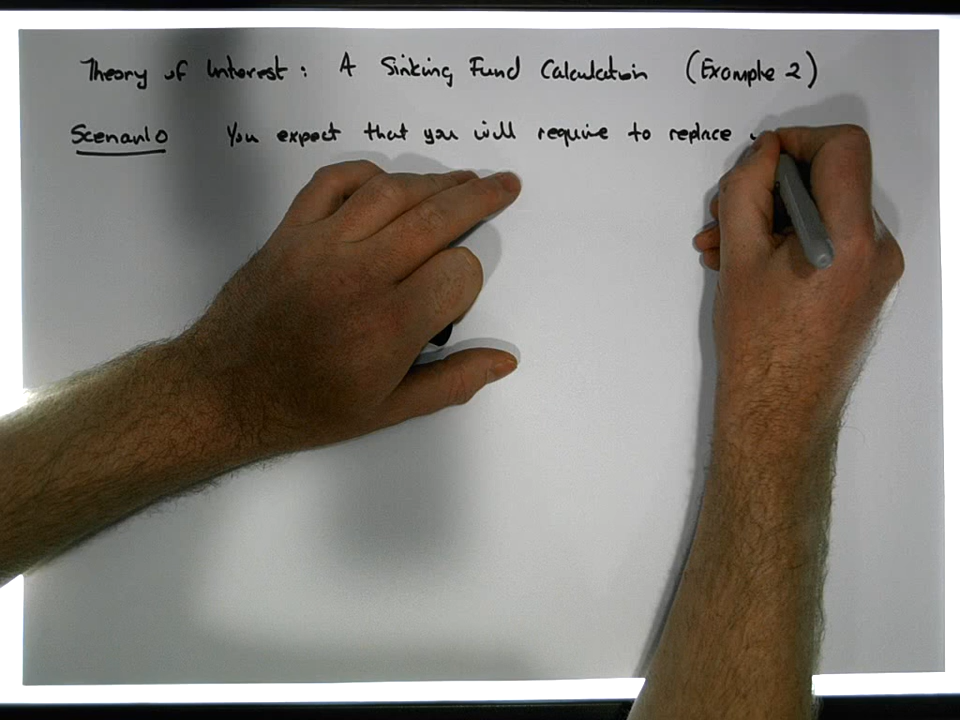 Theory of Interest: A Sinking Fund Calculation (Example 2)
Scenario You expect that you will require to replace